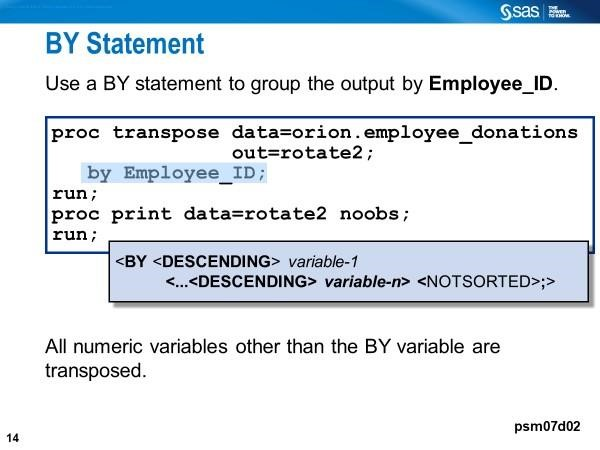 sas THE
POWER
TO KNOW.
BY Statement
Use a BY statement to group the output by Employee_ID.
proc transpose data=orion.employee_donations
out=rotate2;
by Employee_ID;
run;
proc print data=rotate2 noobs;
run;
<BY <DESCENDING> variable-1
<...<DESCENDING> variable-n> <NOTSORTED>;>
All numeric variables other than the BY variable are
transposed.
psm07d02
14